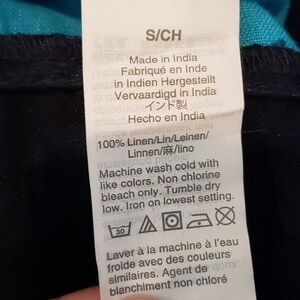 S/CH
Made in India
Fabriqué en Inde
in Indien Hergestellt
Vervaardigd in India
インド製
Hecho en India
100% Linen/Lin/Leinen/
Linnen/麻/lino
Machine wash cold with
like colors. Non chlorine
bleach only. Tumble dry
low. Iron on lowest setting.
30
Laver à la machine à l'eau
froide avec des couleurs
similaires. Agent de
blanchiment non chloré